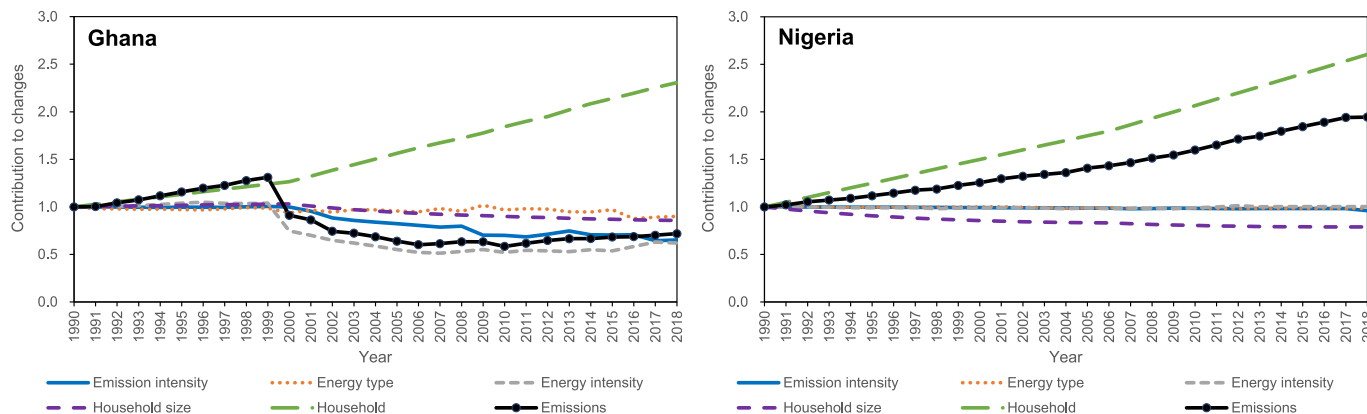 Ghana
Contribution to changes
3.0
2.5
2.0
1.5
1.0
0.5
0.0
1990 1991 1992 1993 1994 1995 1996 1997 1998 1999 2000 2001 2002 2003 2004 2005 2006 2007 2008 2009 2010 2011 2012 2013 2014 2015 2016 2017 2018
Year
Emission intensity Energy type Energy intensity
Household size Household Emissions
Nigeria
Contribution to changes
3.0
2.5
2.0
1.5
1.0
0.5
0.0
1990 1991 1992 1993 1994 1995 1996 1997 1998 1999 2000 2001 2002 2003 2004 2005 2006 2007 2008 2009 2010 2011 2012 2013 2014 2015 2016 2017 2018
Year
Emission intensity Energy type Energy intensity
Household size Household Emissions